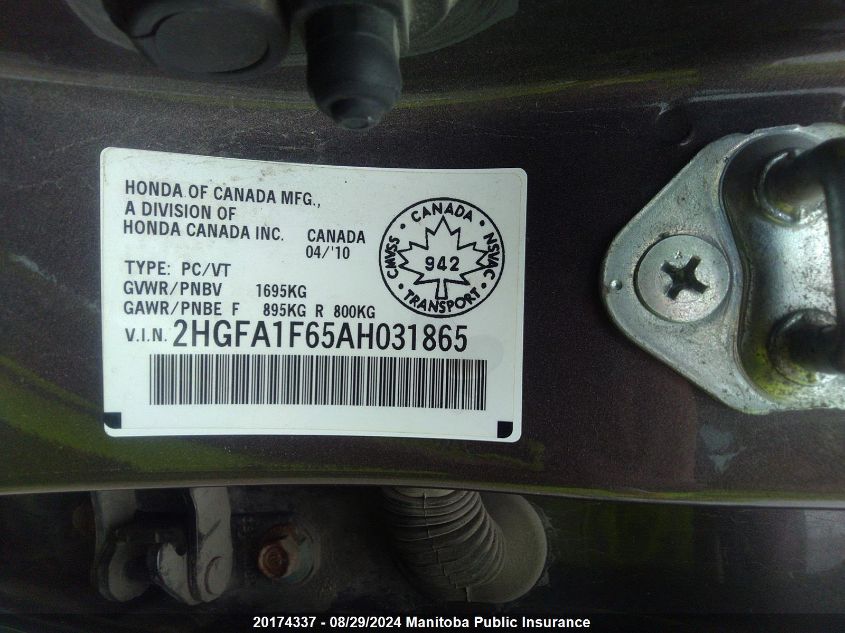 HONDA OF CANADA MFG.,
A DIVISION OF
HONDA CANADA INC. CANADA
04/'10
TYPE: PC/VT
GVWR/PNBV 1695KG
GAWR/PNBE F 895KG R 800KG
V.I.N. 2HGFA1F65AH031865
CANADA
CMVSS
NSVAC
942
TRANSPORT
20174337 - 08/29/2024 Manitoba Public Insurance